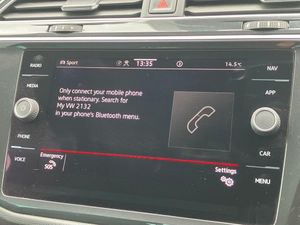 RADIO
Sport
13:35
14.5°C
NAV
MEDIA
APP
Only connect your mobile phone
when stationary. Search for
My VW 2132
in your phone's Bluetooth menu.
PHONE
CAR
VOICE
Emergency
SOS
Settings
MENU